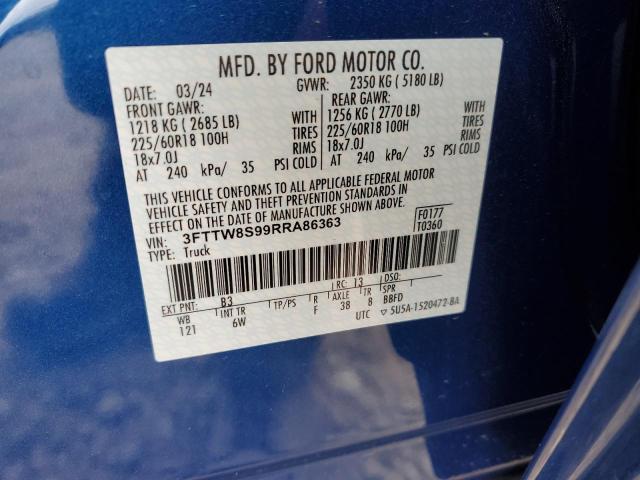 MFD. BY FORD MOTOR CO.
DATE: 03/24 GVWR: 2350 KG (5180 LB)
FRONT GAWR: REAR GAWR:
1218 KG (2685 LB) WITH 1256 KG (2770 LB) WITH
225/60R18 100H TIRES 225/60R18 100H TIRES
18x7.0J RIMS 18x7.0J RIMS
AT 240 kPa/ 35 PSI COLD AT 240 kPa/ 35 PSI COLD
THIS VEHICLE CONFORMS TO ALL APPLICABLE FEDERAL MOTOR
VEHICLE SAFETY AND THEFT PREVENTION STANDARDS IN
EFFECT ON THE DATE OF MANUFACTURE SHOWN ABOVE.
VIN: 3FTTW8S99RRA86363 F0177
TYPE: Truck T0360
EXT PNT: B3 RC: 13 DSO:
WB INT TR TP/PS R AXLE TR SPR
121 6W F 38 8 BBFD
UTC ▽ 5U5A-1520472-BA